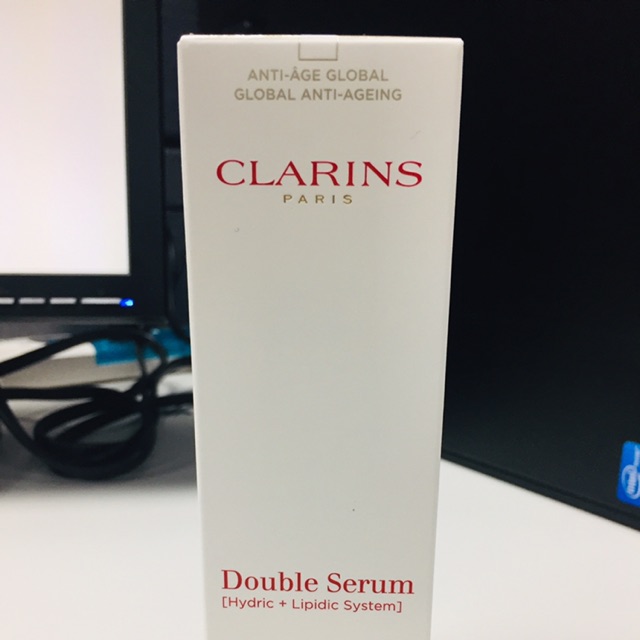 ANTI-ÂGE GLOBAL
GLOBAL ANTI-AGEING
CLARINS
PARIS
Double Serum
[Hydric + Lipidic System]